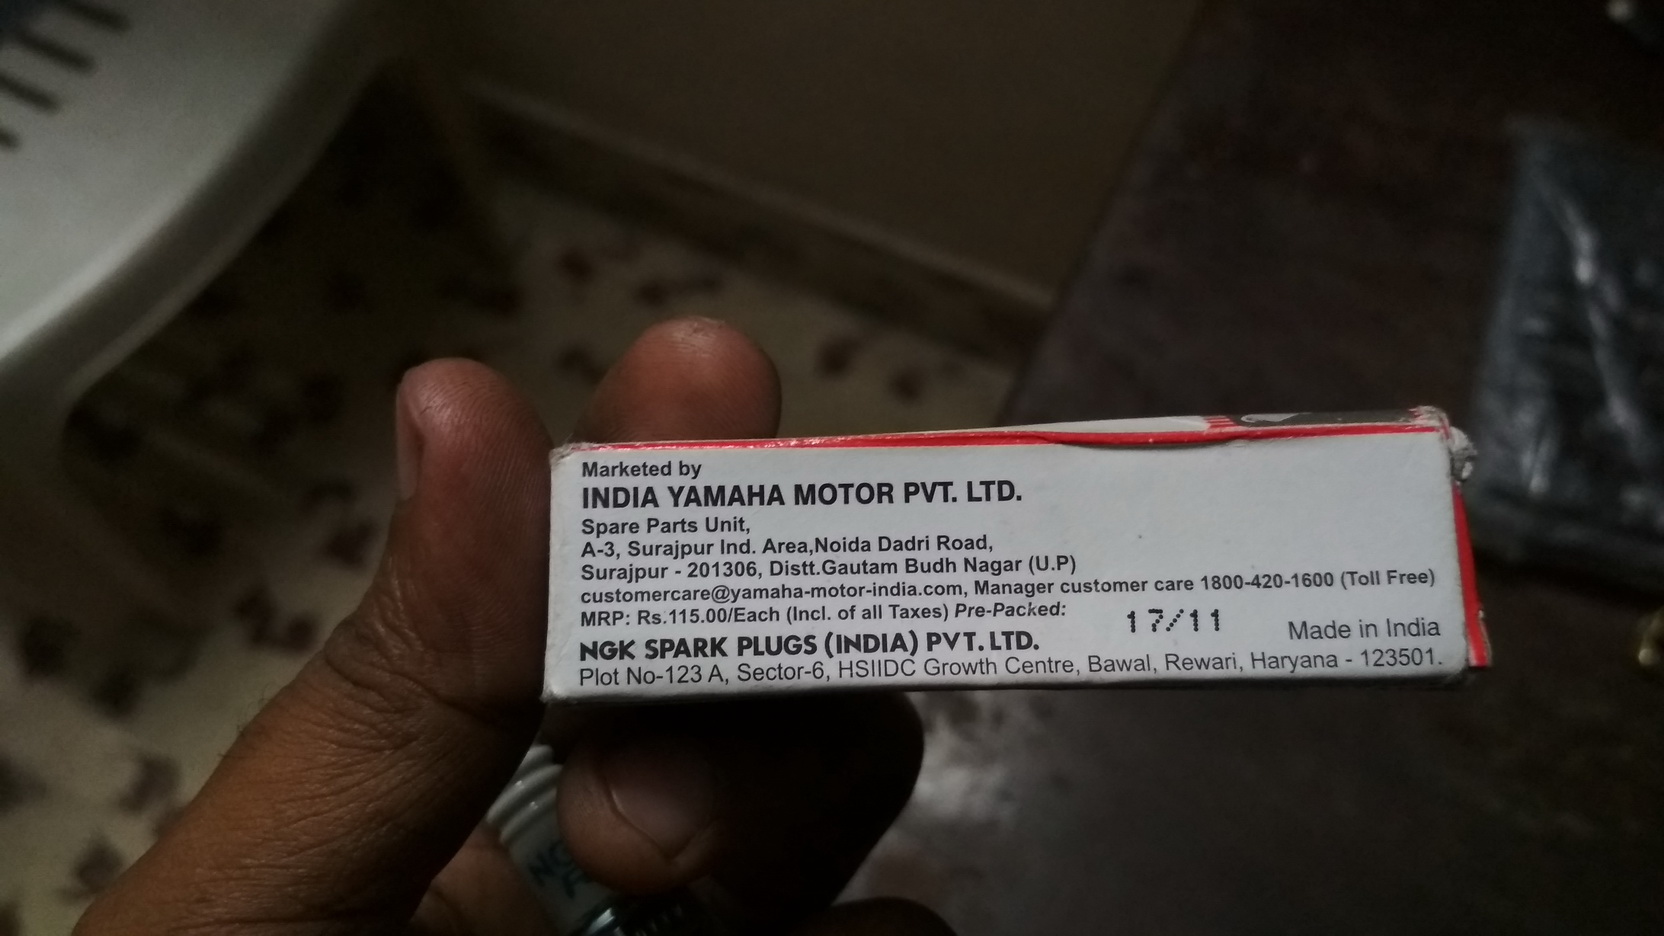 Marketed by
INDIA YAMAHA MOTOR PVT. LTD.
Spare Parts Unit,
A-3, Surajpur Ind. Area,Noida Dadri Road,
Surajpur - 201306, Distt.Gautam Budh Nagar (U.P)
customercare@yamaha-motor-india.com, Manager customer care 1800-420-1600 (Toll Free)
MRP: Rs.115.00/Each (Incl. of all Taxes) Pre-Packed: 17/11
NGK SPARK PLUGS (INDIA) PVT. LTD. Made in India
Plot No-123 A, Sector-6, HSIIDC Growth Centre, Bawal, Rewari, Haryana - 123501.